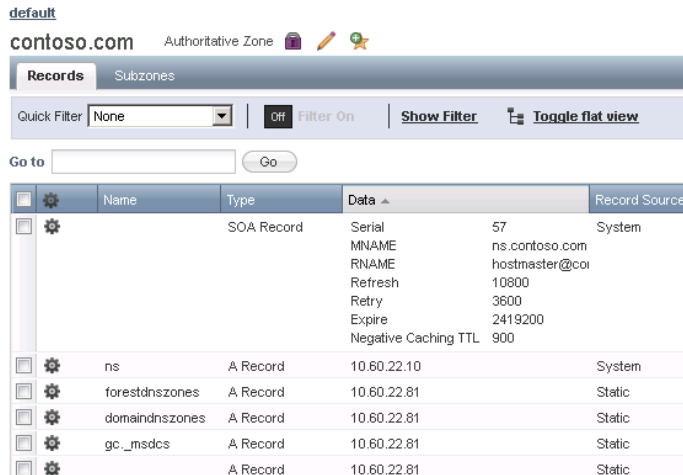 default
contoso.com Authoritative Zone
Records Subzones
Quick Filter None Off Filter On Show Filter Toggle flat view
Go to Go
Name Type Data Record Source
SOA Record Serial 57 System
MNAME ns.contoso.com
RNAME hostmaster@co
Refresh 10800
Retry 3600
Expire 2419200
Negative Caching TTL 900
ns A Record 10.60.22.10 System
forestdnszones A Record 10.60.22.81 Static
domaindnszones A Record 10.60.22.81 Static
gc._msdcs A Record 10.60.22.81 Static
A Record 10.60.22.81 Static